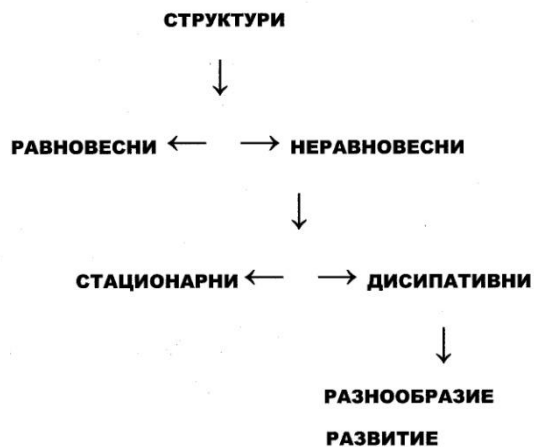 СТРУКТУРИ
РАВНОВЕСНИ ← → НЕРАВНОВЕСНИ
СТАЦИОНАРНИ ← → ДИСИПАТИВНИ
РАЗНООБРАЗИЕ
РАЗВИТИЕ